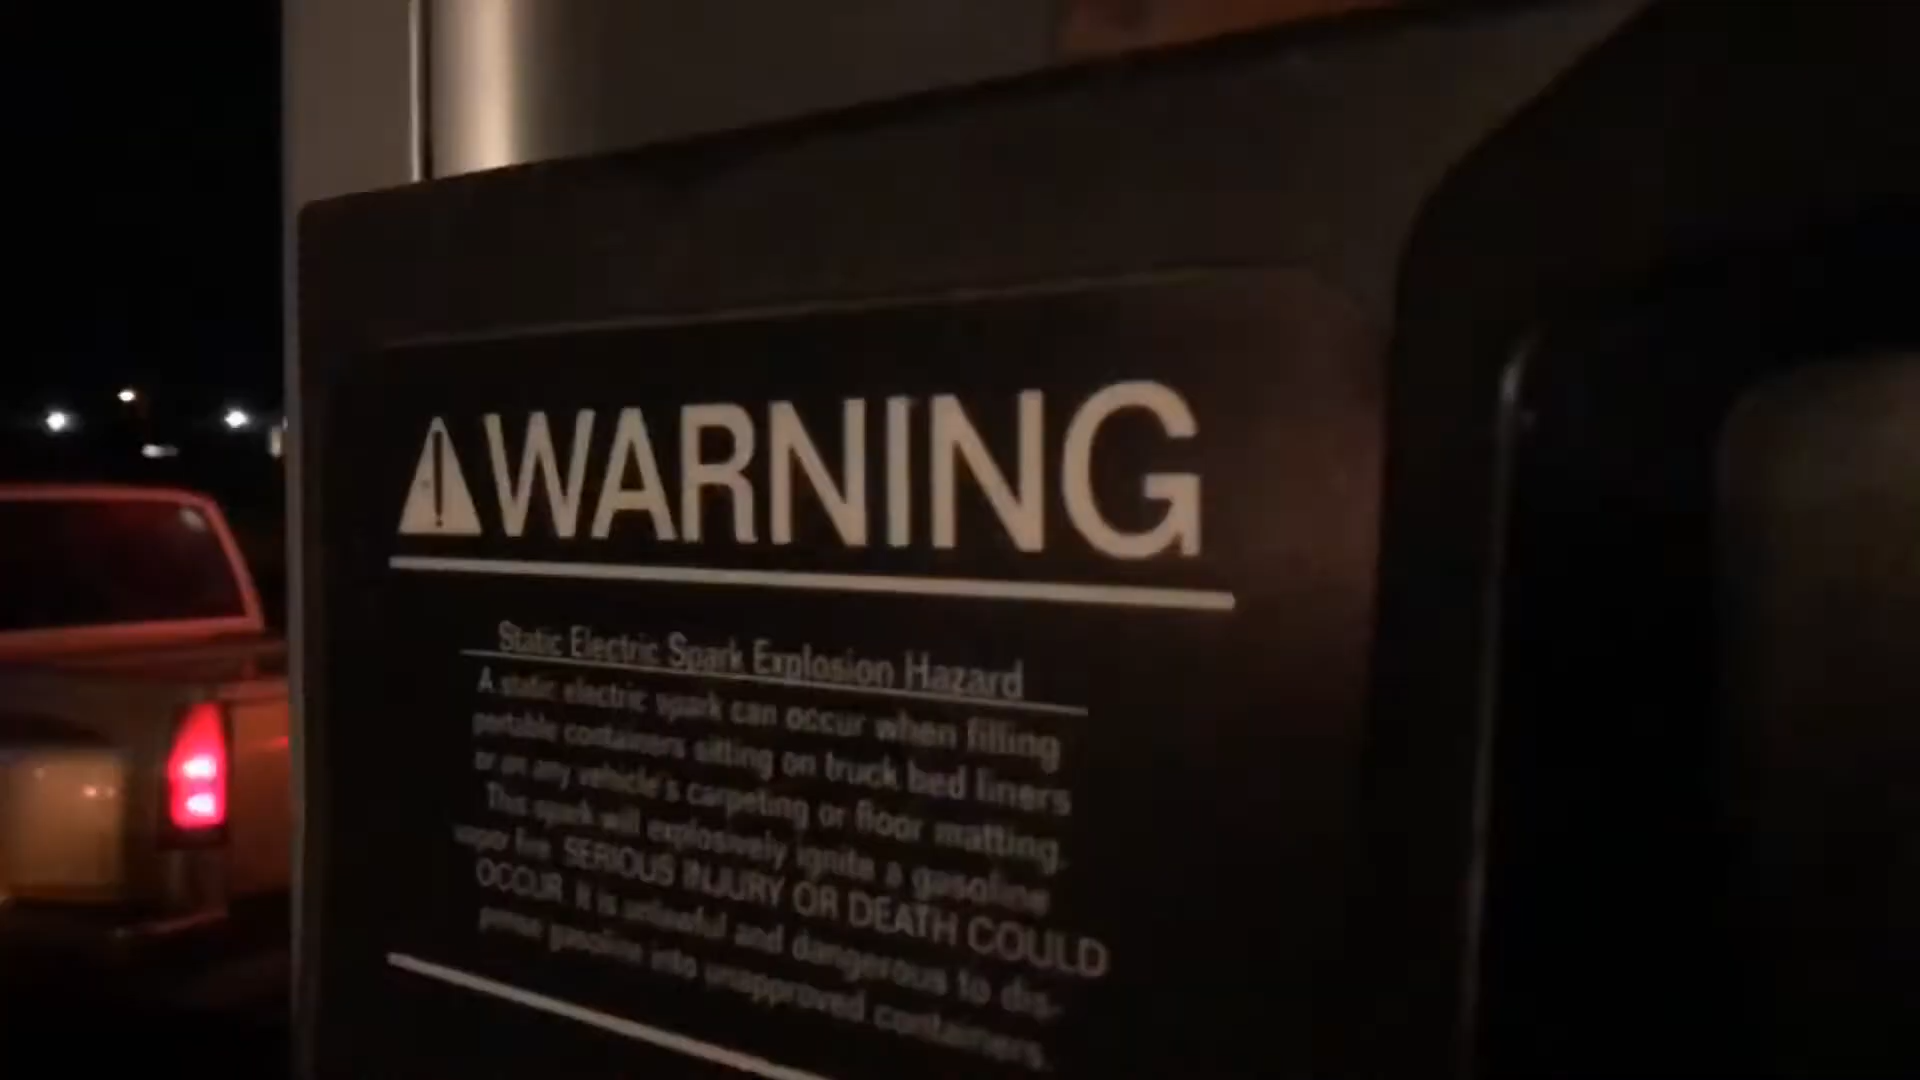 WARNING
Static Electric Spark Explosion Hazard
A static electric spark can occur when filling
portable containers sitting on truck bed liners
or on any vehicle's carpeting or floor matting.
This spark will explosively ignite a gasoline
vapor fire. SERIOUS INJURY OR DEATH COULD
OCCUR. It is unlawful and dangerous to dis-
pense gasoline into unapproved containers.